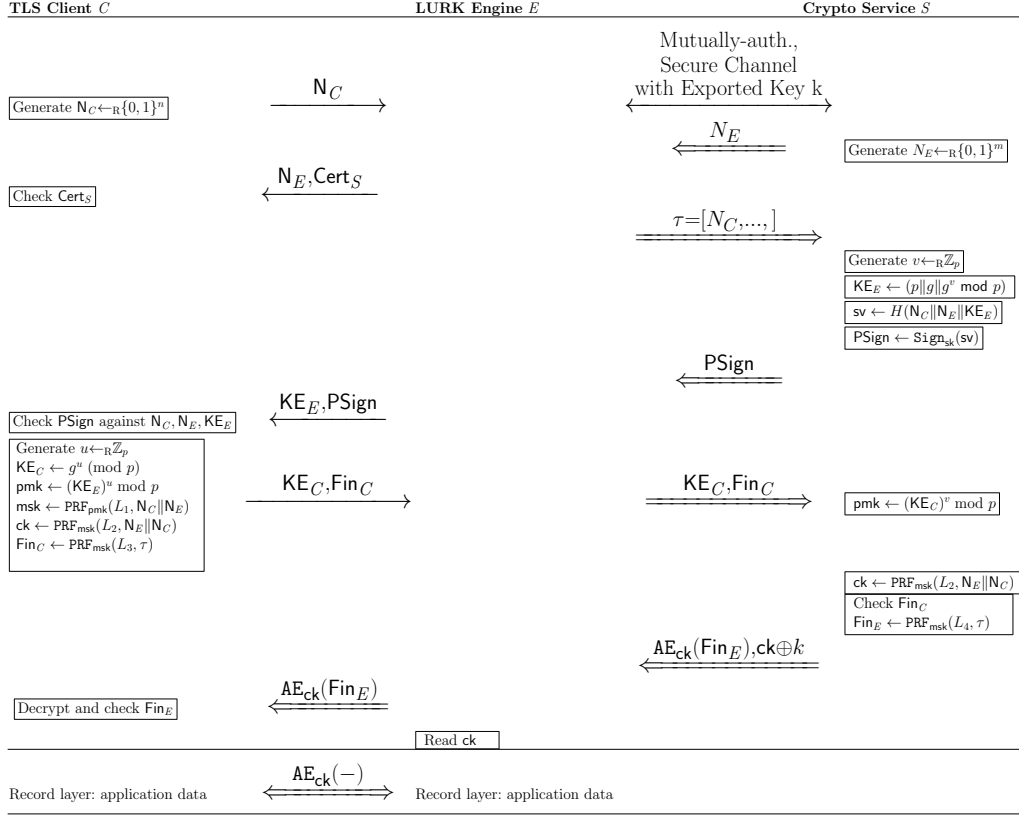 TLS Client C LURK Engine E Crypto Service S
Mutually-auth.,
Secure Channel
with Exported Key k
N_C
Generate N_C←_R{0, 1}^n
N_E
Generate N_E←_R{0, 1}^m
N_E,Cert_S
Check Cert_S
τ=[N_C,...,]
Generate v←_Rℤ_p
KE_E ← (p‖g‖g^v mod p)
sv ← H(N_C‖N_E‖KE_E)
PSign ← Sign_sk(sv)
PSign
KE_E,PSign
Check PSign against N_C, N_E, KE_E
Generate u←_Rℤ_p
KE_C ← g^u (mod p)
pmk ← (KE_E)^u mod p
msk ← PRF_pmk(L_1, N_C‖N_E)
ck ← PRF_msk(L_2, N_E‖N_C)
Fin_C ← PRF_msk(L_3, τ)
KE_C,Fin_C
KE_C,Fin_C
pmk ← (KE_C)^v mod p
ck ← PRF_msk(L_2, N_E‖N_C)
Check Fin_C
Fin_E ← PRF_msk(L_4, τ)
AE_ck(Fin_E),ck⊕k
AE_ck(Fin_E)
Decrypt and check Fin_E
Read ck
AE_ck(−)
Record layer: application data Record layer: application data